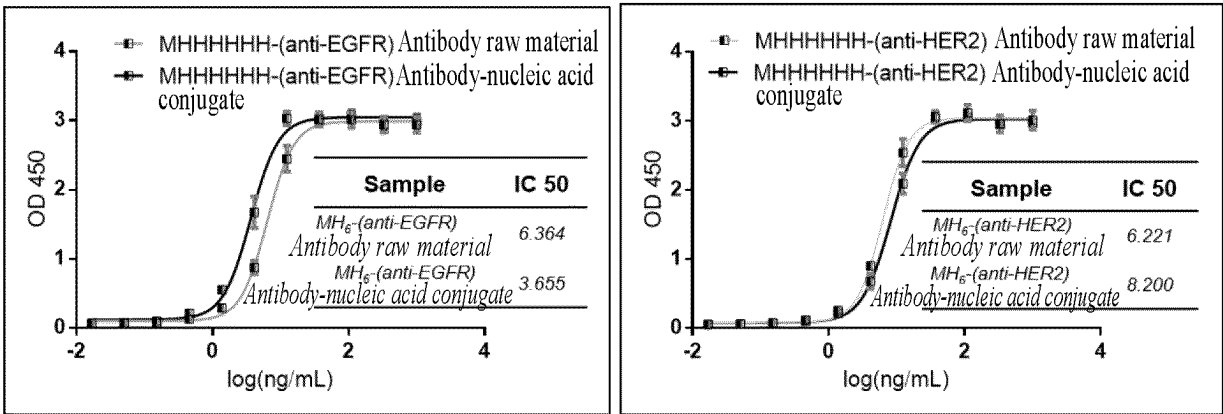 MHHHHHH-(anti-EGFR) Antibody raw material
MHHHHHH-(anti-EGFR) Antibody-nucleic acid
conjugate
4
3
2
1
0
OD 450
-2
0
2
4
log(ng/mL)
Sample IC 50
MH6-(anti-EGFR)
Antibody raw material
6.364
MH6-(anti-EGFR)
Antibody-nucleic acid conjugate
3.655
MHHHHHH-(anti-HER2) Antibody raw material
MHHHHHH-(anti-HER2) Antibody-nucleic acid
conjugate
4
3
2
1
0
OD 450
-2
0
2
4
log(ng/mL)
Sample IC 50
MH6-(anti-HER2)
Antibody raw material
6.221
MH6-(anti-HER2)
Antibody-nucleic acid conjugate
8.200